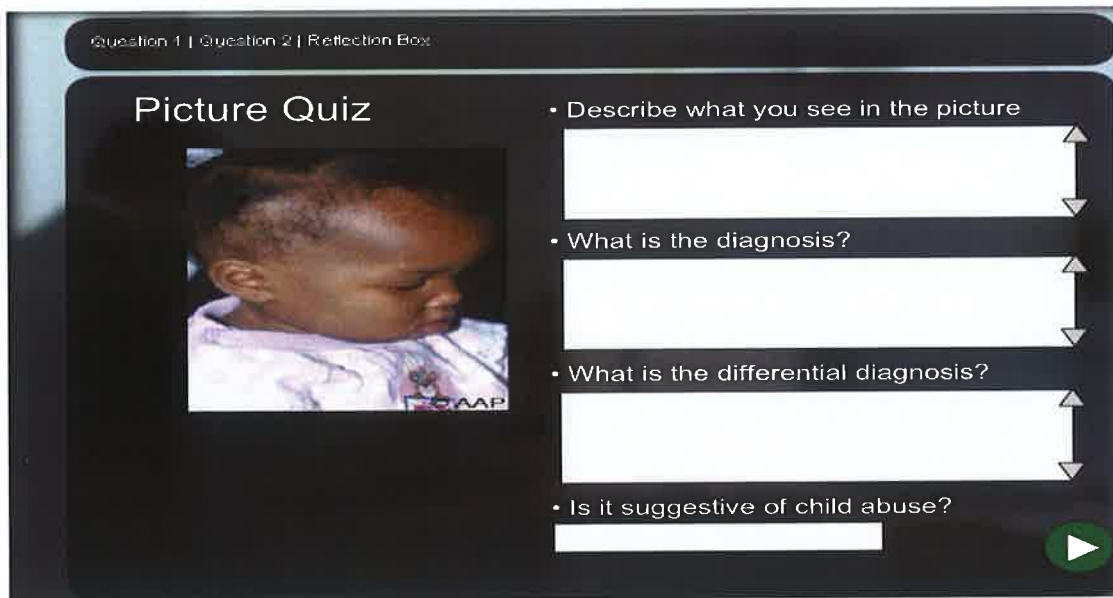 Question 1 | Question 2 | Reflection Box
Picture Quiz
• Describe what you see in the picture
• What is the diagnosis?
• What is the differential diagnosis?
• Is it suggestive of child abuse?
AAP